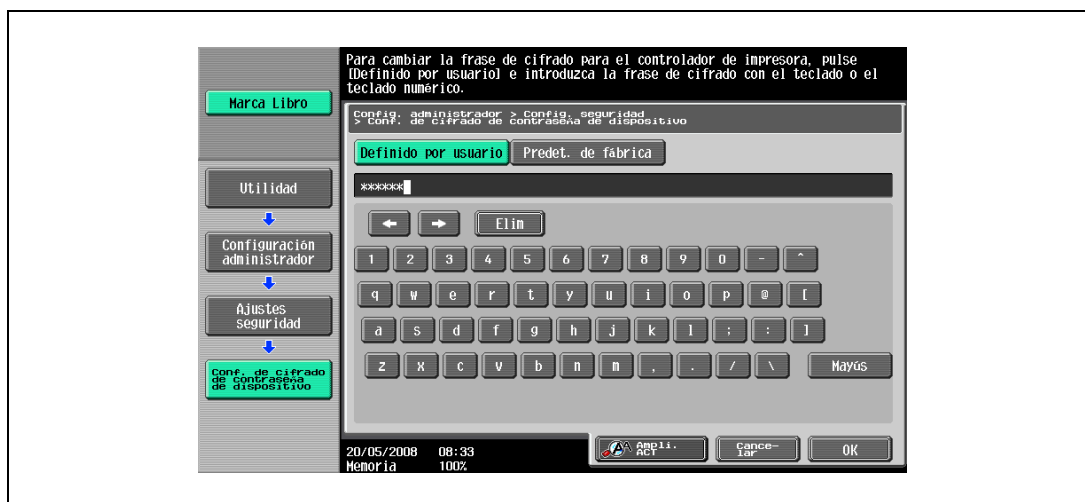 Para cambiar la frase de cifrado para el controlador de impresora, pulse
[Definido por usuario] e introduzca la frase de cifrado con el teclado o el
teclado numérico.
Marca Libro
Config. administrador > Config. seguridad
> Conf. de cifrado de contraseña de dispositivo
Definido por usuario Predet. de fábrica
******
Utilidad
Configuración
administrador
Ajustes
seguridad
Conf. de cifrado
de contraseña
de dispositivo
← → Elim
1 2 3 4 5 6 7 8 9 0 - ^
q w e r t y u i o p @ [
a s d f g h j k l ; : ]
z x c v b n m , . / \ Mayús
20/05/2008 08:33
Memoria 100%
Ampli.
ACT
Cance-
lar
OK